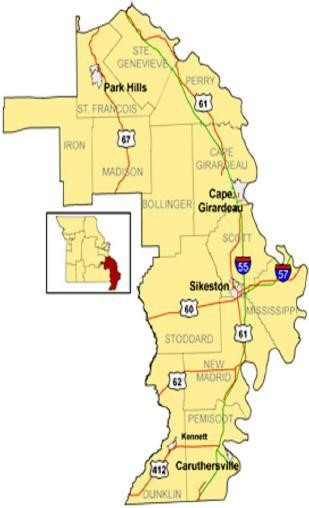 STE.
GENEVIEVE
Park Hills
PERRY
ST. FRANCOIS
61
67
IRON
MADISON
CAPE
GIRARDEAU
Cape
Girardeau
BOLLINGER
SCOTT
55
57
Sikeston
60
MISSISSIPPI
61
STODDARD
NEW
MADRID
62
PEMISCOT
Kennett
412
Caruthersville
DUNKLIN